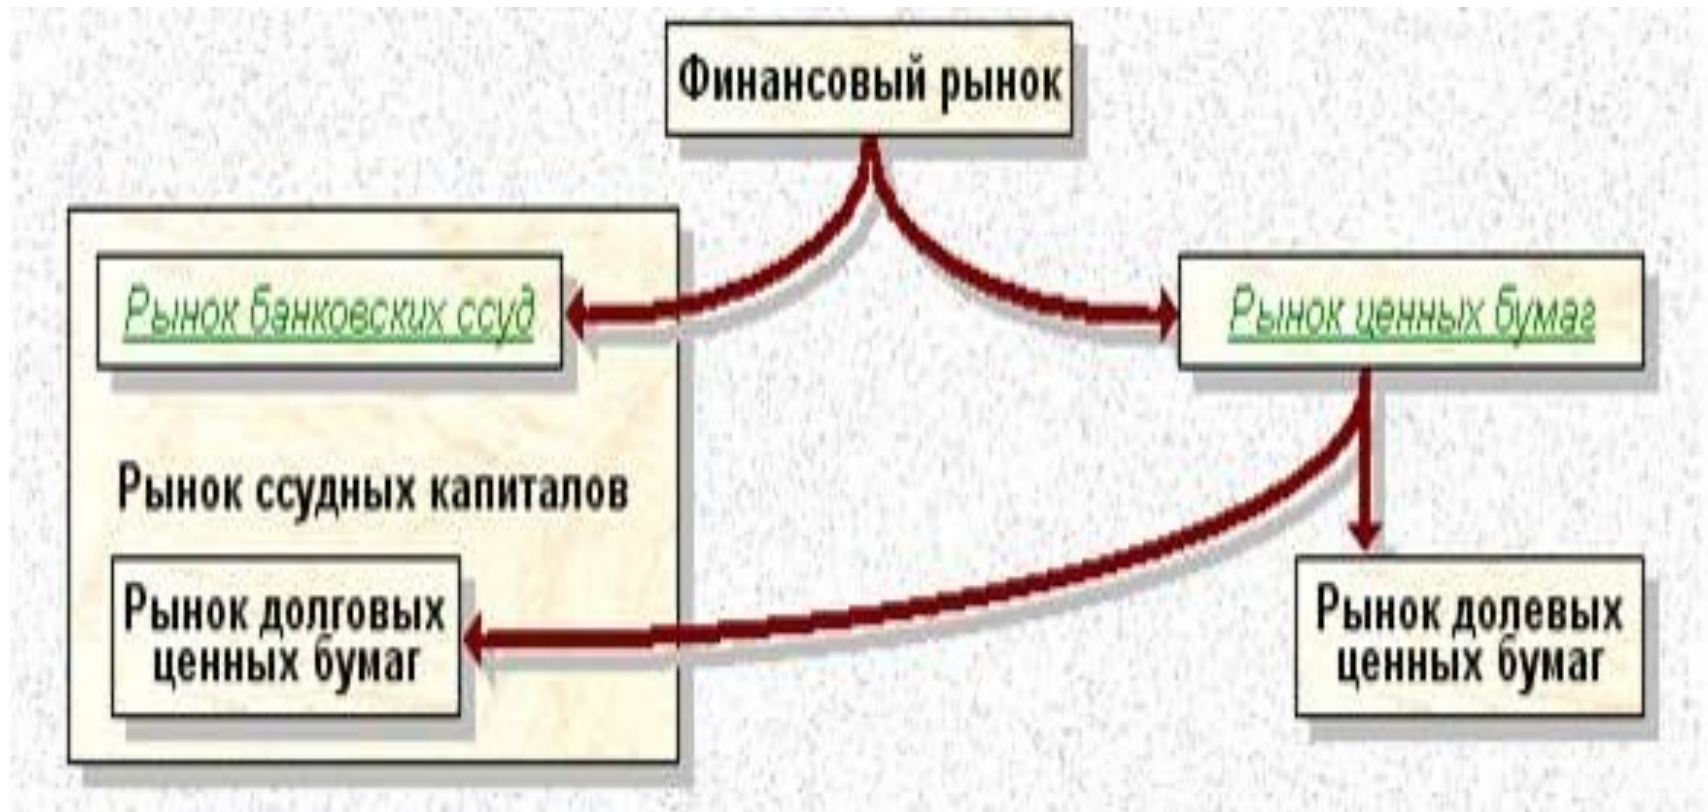 Финансовый рынок
Рынок банковских ссуд
Рынок ценных бумаг
Рынок ссудных капиталов
Рынок долговых
ценных бумаг
Рынок долевых
ценных бумаг